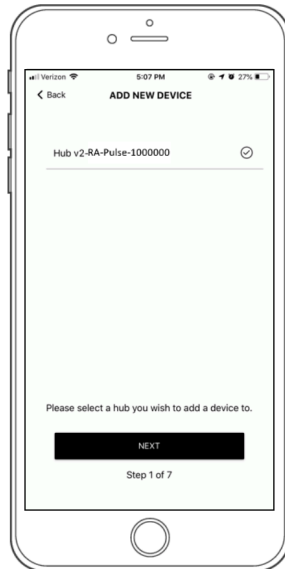 Verizon 5:07 PM 27%
Back ADD NEW DEVICE
Hub v2-RA-Pulse-1000000
Please select a hub you wish to add a device to.
NEXT
Step 1 of 7